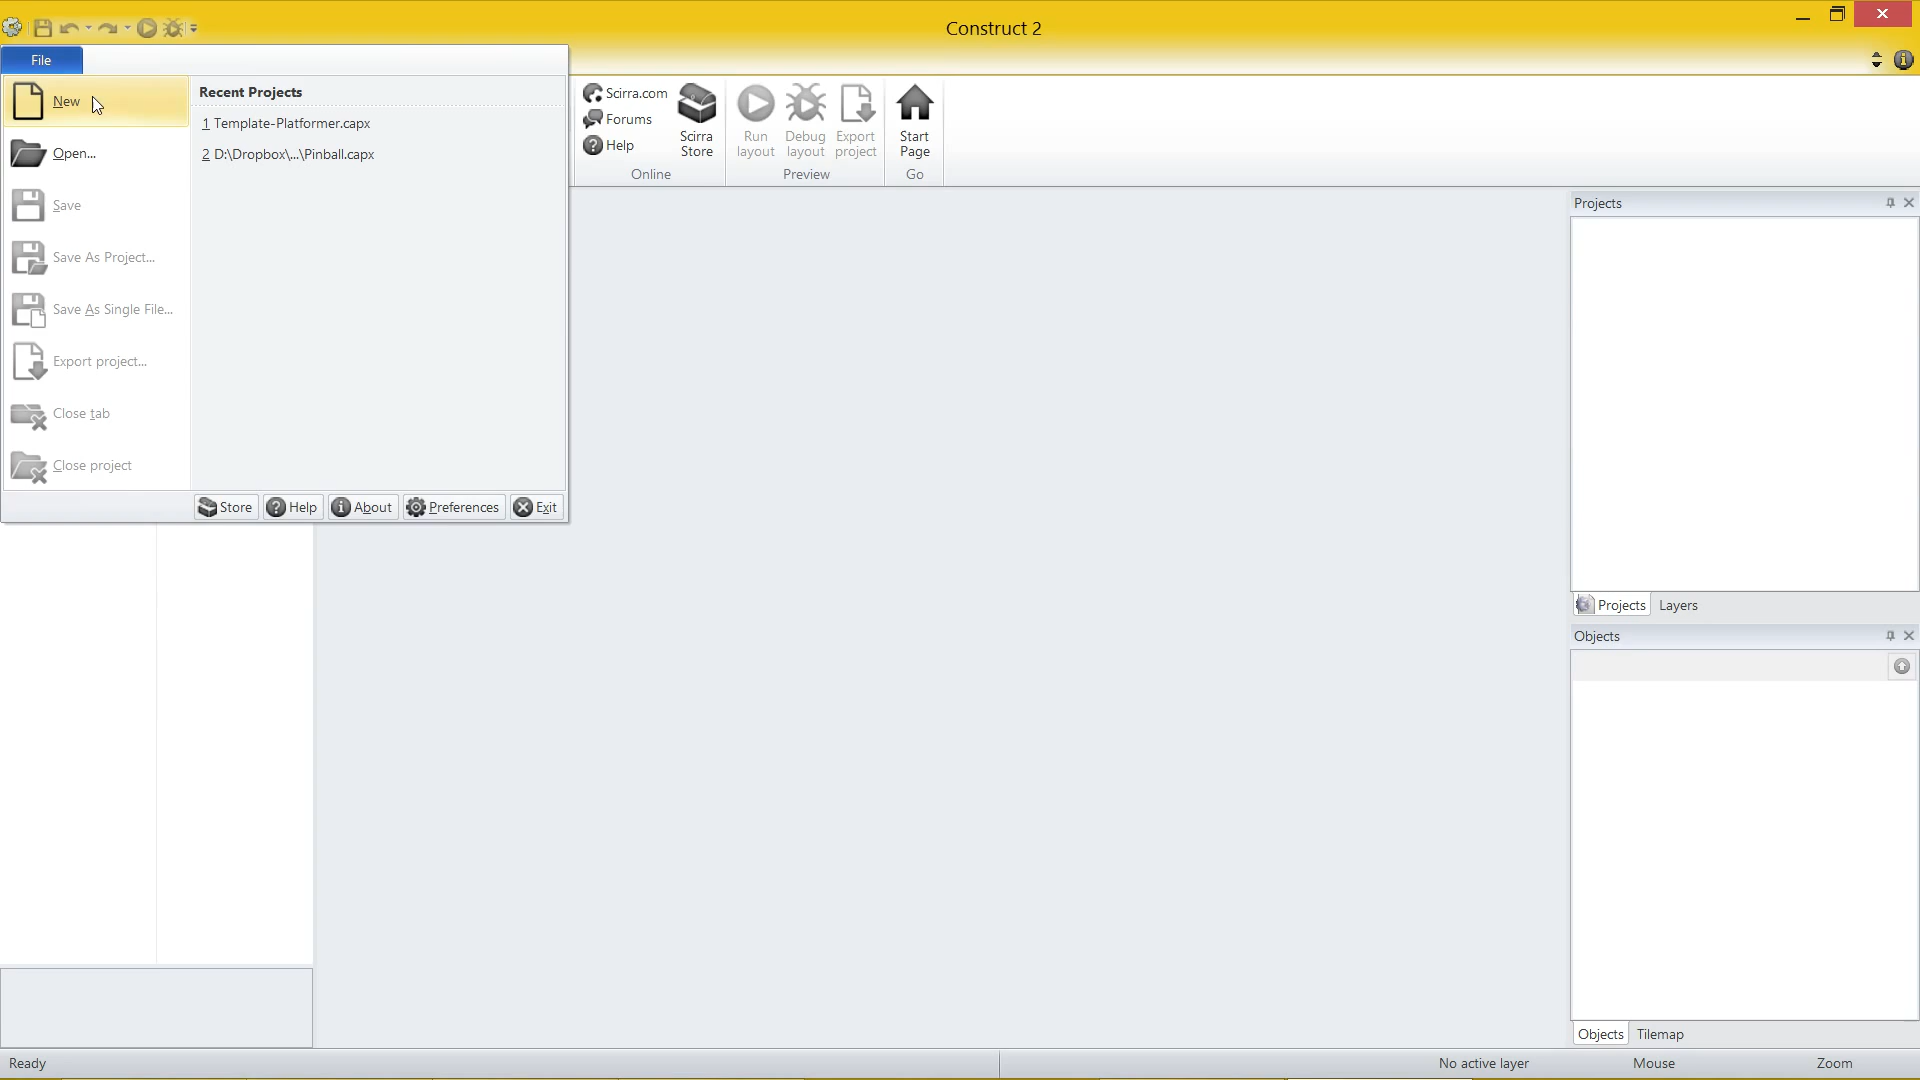 Construct 2
File
New
Open...
Save
Save As Project...
Save As Single File...
Export project...
Close tab
Close project
Recent Projects
1 Template-Platformer.capx
2 D:\Dropbox\...\Pinball.capx
Store
Help
About
Preferences
Exit
Scirra.com
Forums
Help
Scirra
Store
Online
Run
layout
Debug
layout
Export
project
Preview
Start
Page
Go
Projects
Projects
Layers
Objects
Objects
Tilemap
Ready
No active layer
Mouse
Zoom